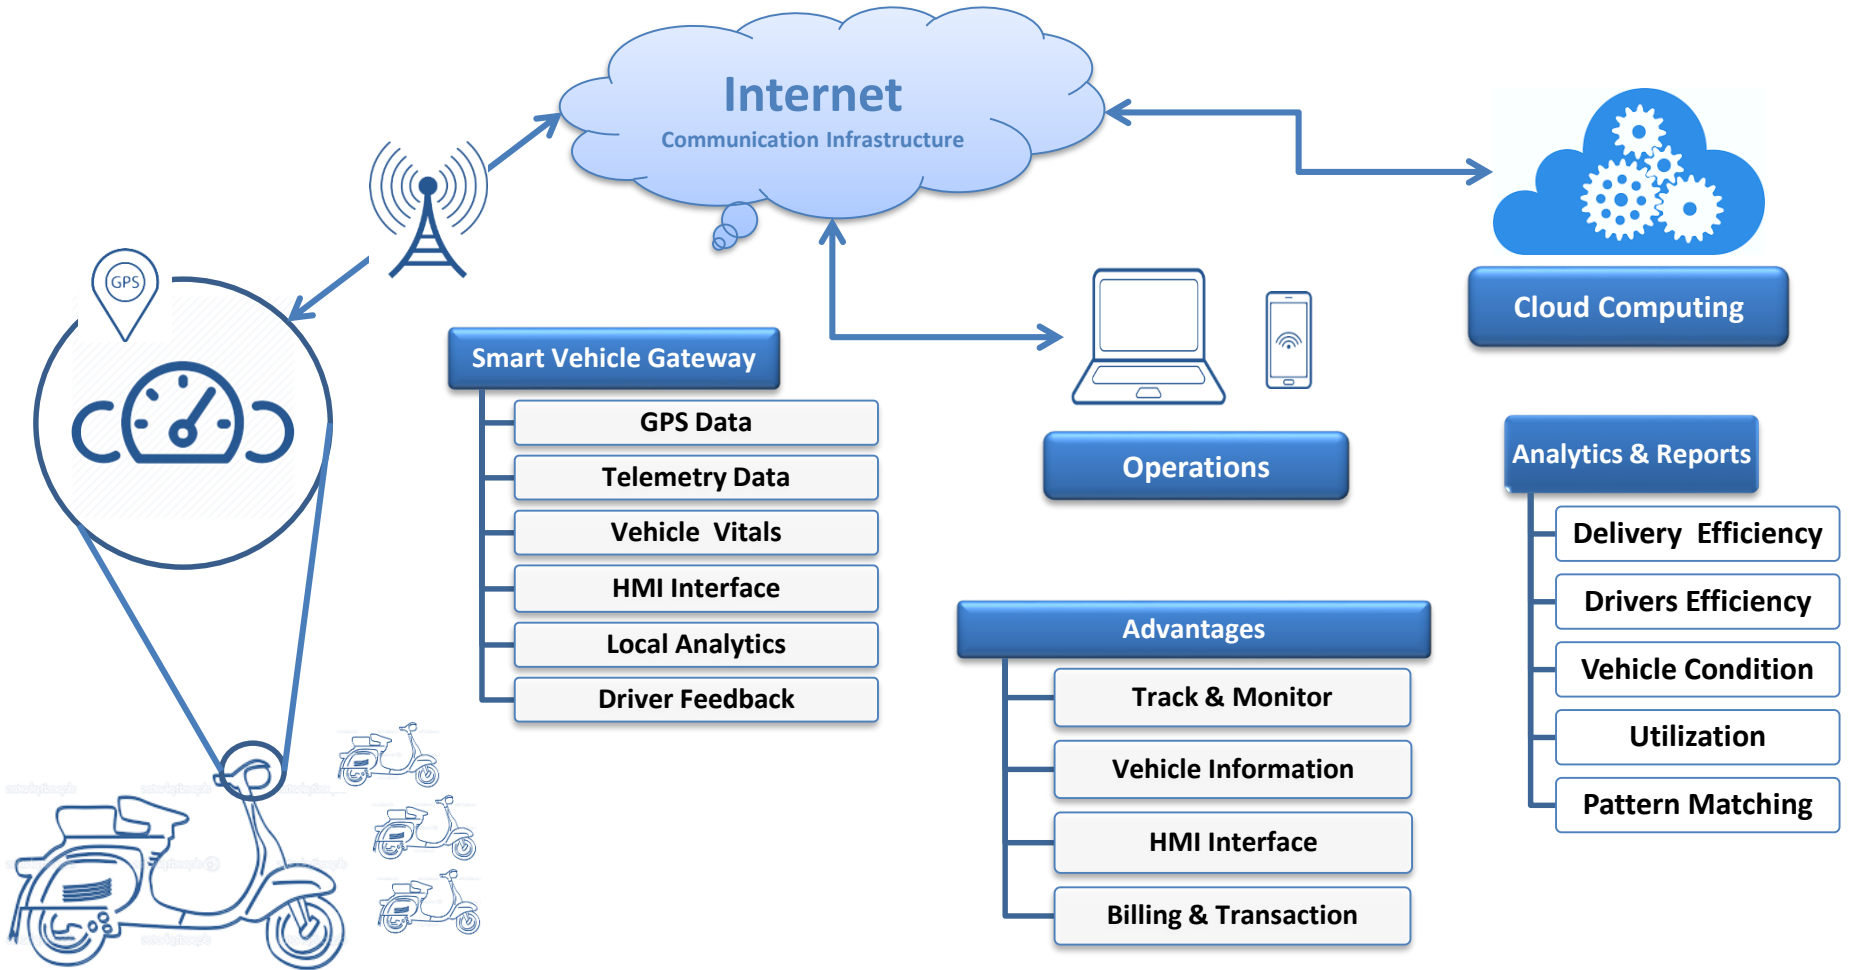 Internet
Communication Infrastructure
GPS
Cloud Computing
Smart Vehicle Gateway
GPS Data
Telemetry Data
Vehicle Vitals
HMI Interface
Local Analytics
Driver Feedback
Operations
Analytics & Reports
Delivery Efficiency
Drivers Efficiency
Vehicle Condition
Utilization
Pattern Matching
Advantages
Track & Monitor
Vehicle Information
HMI Interface
Billing & Transaction